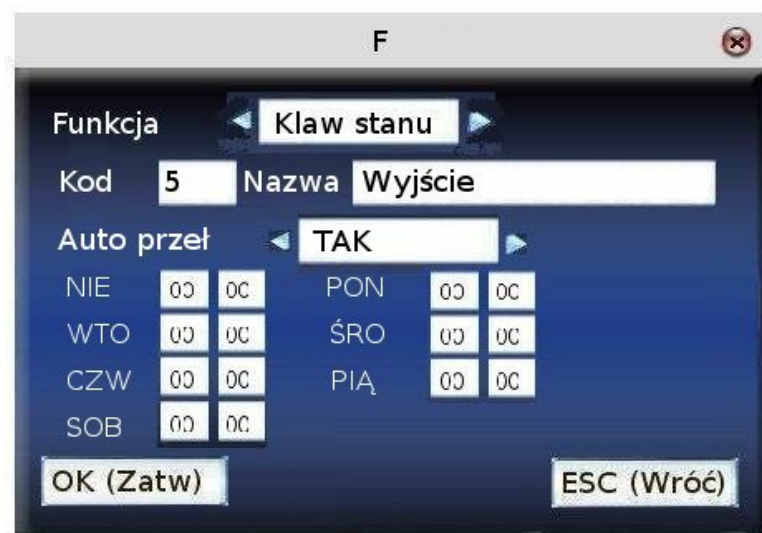 F
Funkcja Klaw stanu
Kod 5 Nazwa Wyjście
Auto przeł TAK
NIE 00 00 PON 00 00
WTO 00 00 ŚRO 00 00
CZW 00 00 PIĄ 00 00
SOB 00 00
OK (Zatw) ESC (Wróć)